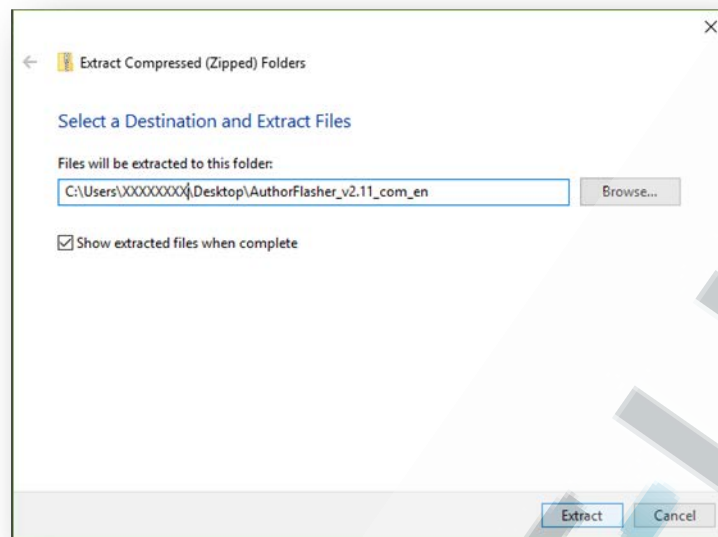 Extract Compressed (Zipped) Folders
Select a Destination and Extract Files
Files will be extracted to this folder:
C:\Users\XXXXXXXX\Desktop\AuthorFlasher_v2.11_com_en
Browse...
Show extracted files when complete
Extract
Cancel